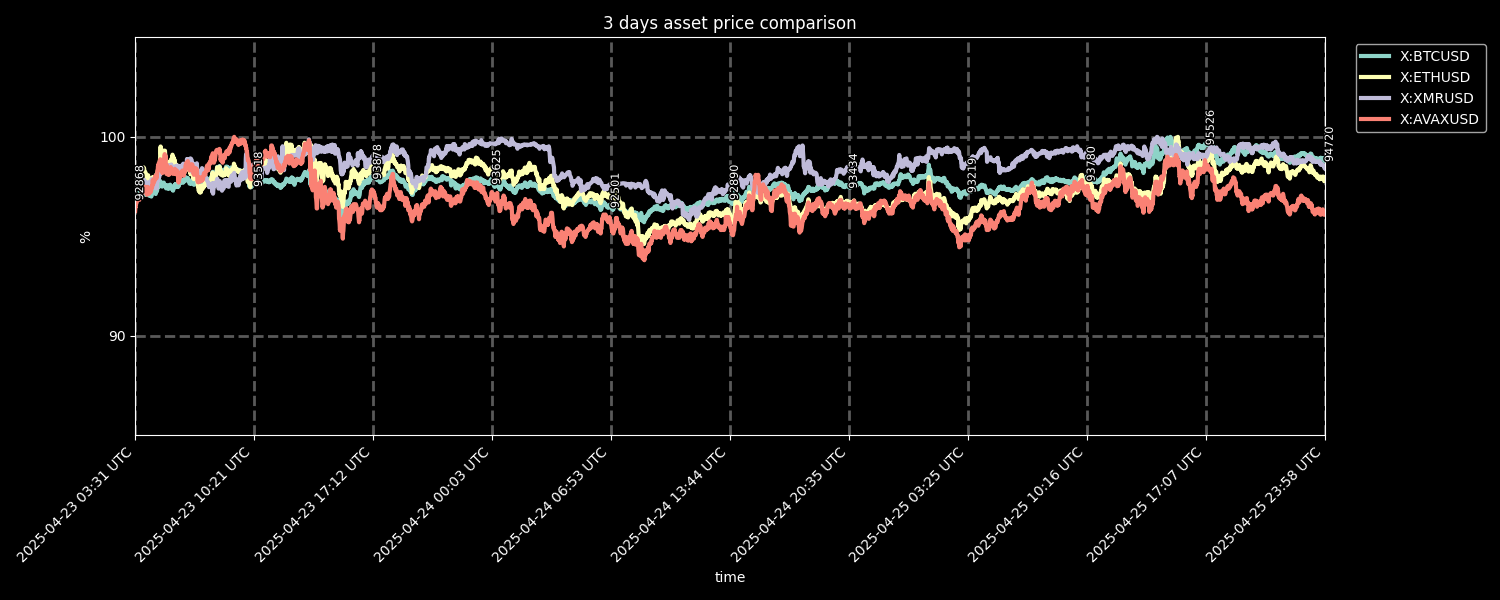 3 days asset price comparison
X:BTCUSD
X:ETHUSD
X:XMRUSD
X:AVAXUSD
100
90
%
92868
93518
93878
93625
92501
92890
93434
93219
93780
95526
94720
2025-04-23 03:31 UTC
2025-04-23 10:21 UTC
2025-04-23 17:12 UTC
2025-04-24 00:03 UTC
2025-04-24 06:53 UTC
2025-04-24 13:44 UTC
2025-04-24 20:35 UTC
2025-04-25 03:25 UTC
2025-04-25 10:16 UTC
2025-04-25 17:07 UTC
2025-04-25 23:58 UTC
time